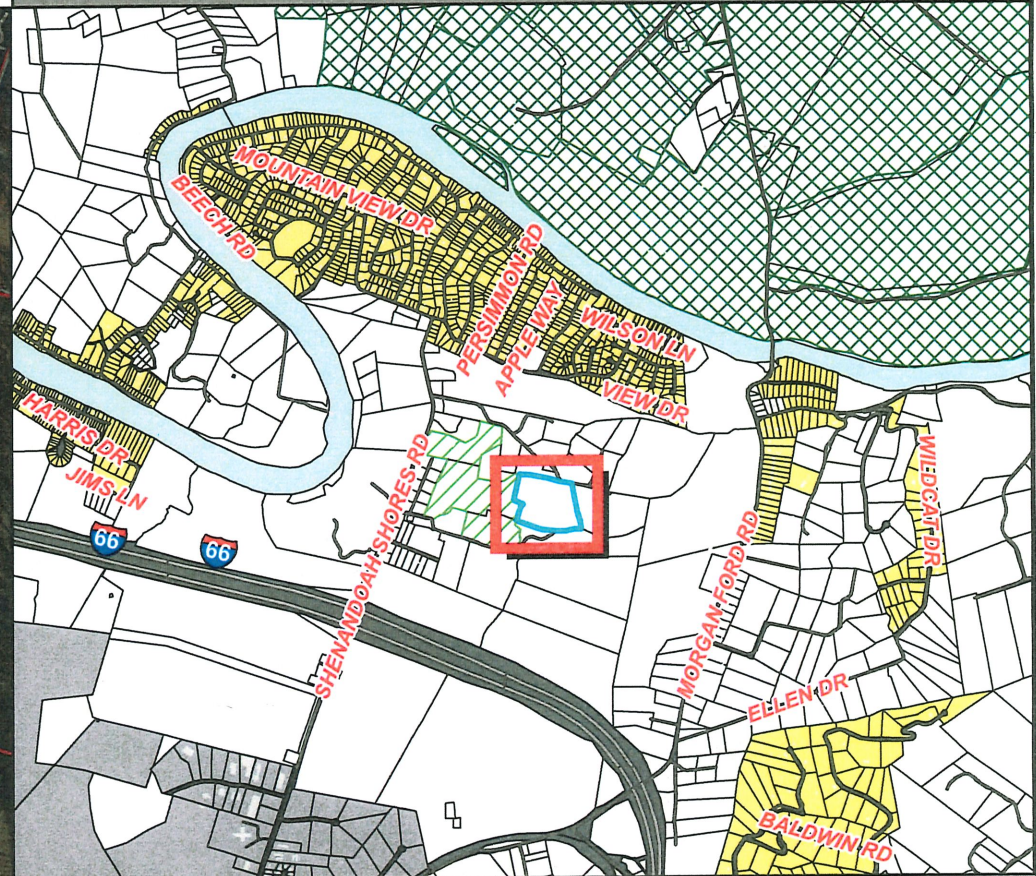 MOUNTAIN VIEW DR
BEECH RD
PERSIMMON RD
APPLE WAY
WILSON LN
VIEW DR
HARRIS DR
JIMS LN
66
66
SHENANDOAH SHORES RD
MORGAN FORD RD
WILDCAT DR
ELLEN DR
BALDWIN RD